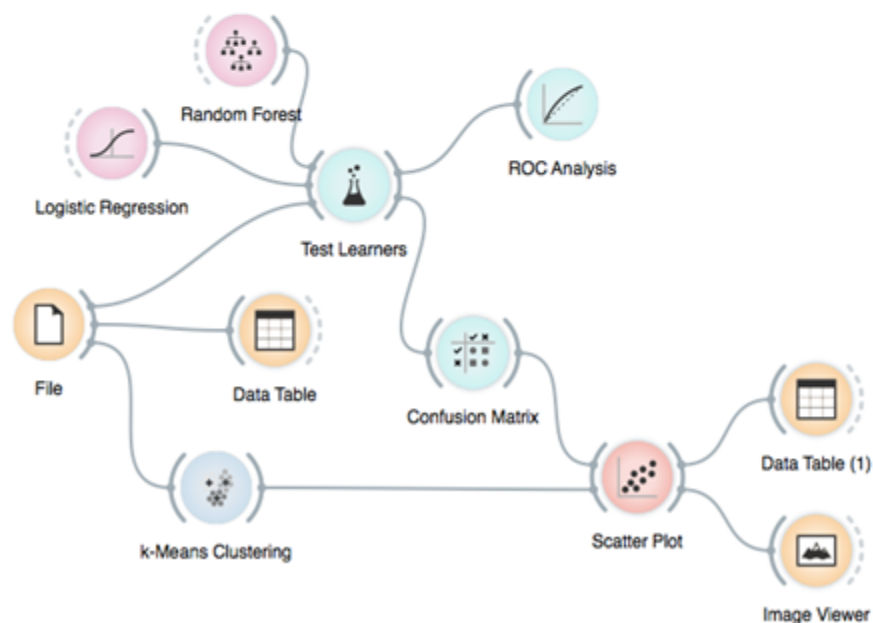 Random Forest
ROC Analysis
Logistic Regression
Test Learners
File
Data Table
Confusion Matrix
Data Table (1)
k-Means Clustering
Scatter Plot
Image Viewer